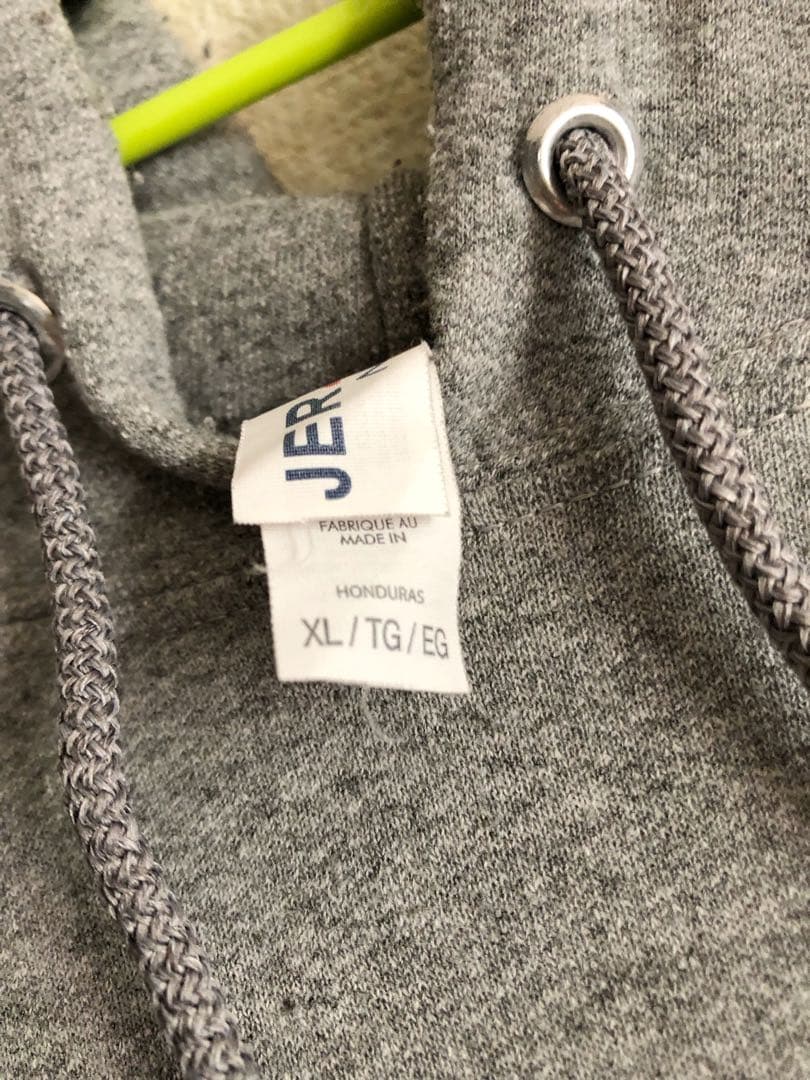 JER
FABRIQUE AU
MADE IN
HONDURAS
XL / TG / EG